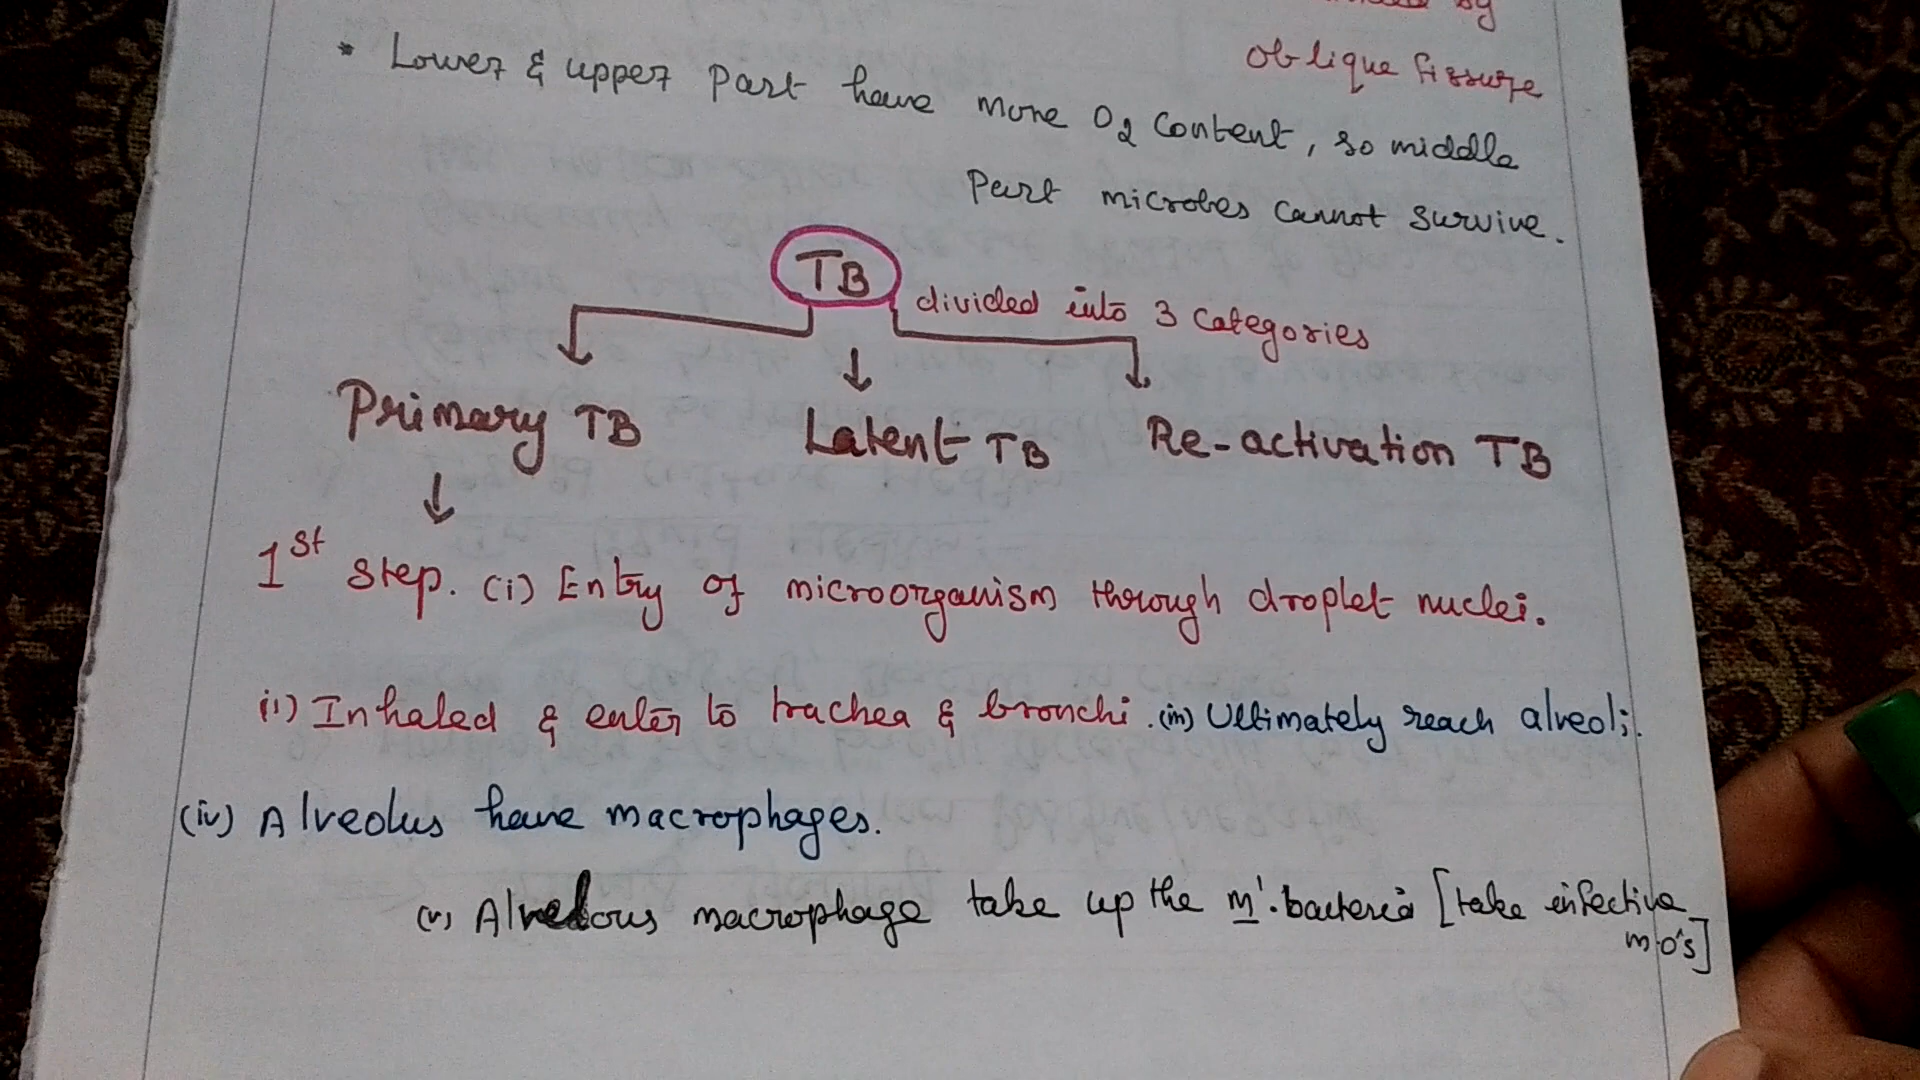 by
oblique fissure
* Lower & upper Part have more O2 Content, so middle
Part microbes cannot survive.
TB
divided into 3 Categories
Primary TB Latent TB Re-activation TB
1st step. (i) Entry of microorganism through droplet nuclei.
ii) Inhaled & enter to trachea & bronchi. (iii) Ultimately reach alveoli.
(iv) Alveolus have macrophages.
(v) Alvelous macrophage take up the m'.bacteria [take infective
m.o's]